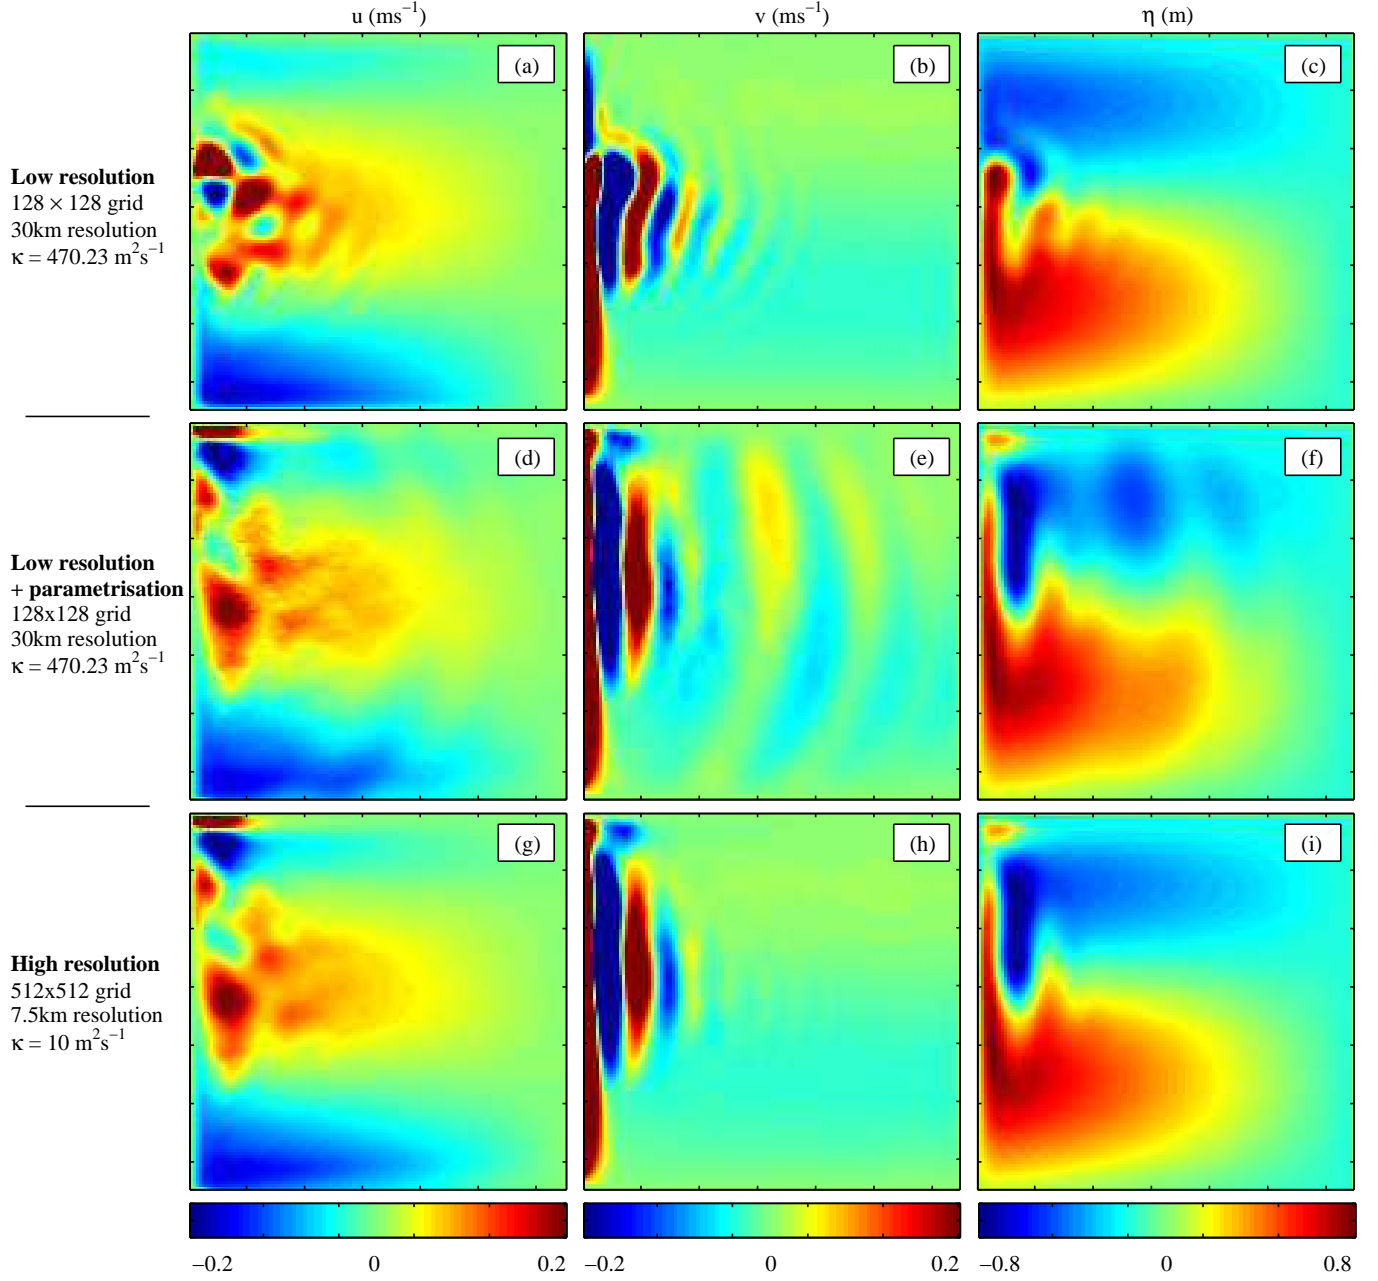 u (ms⁻¹) v (ms⁻¹) η (m)
(a) (b) (c)
Low resolution
128 × 128 grid
30km resolution
κ = 470.23 m²s⁻¹
(d) (e) (f)
Low resolution
+ parametrisation
128x128 grid
30km resolution
κ = 470.23 m²s⁻¹
(g) (h) (i)
High resolution
512x512 grid
7.5km resolution
κ = 10 m²s⁻¹
−0.2 0 0.2 −0.2 0 0.2 −0.8 0 0.8